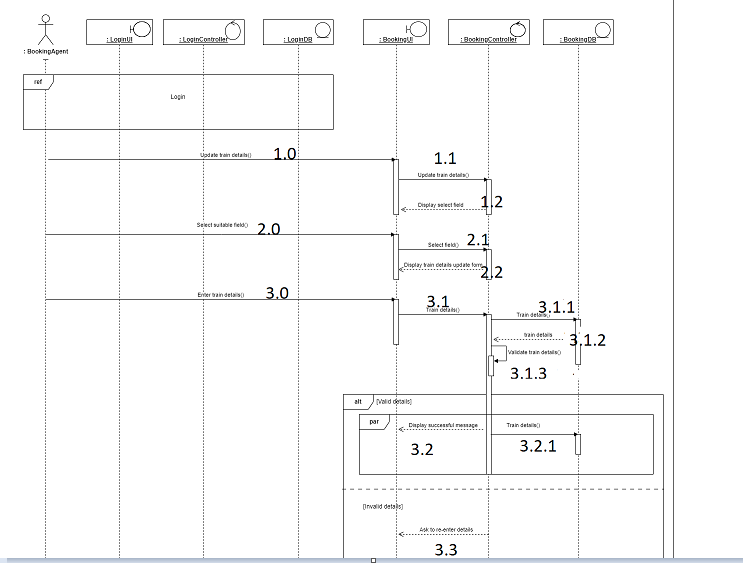 : BookingAgent
: LoginUI
: LoginController
: LoginDB
: BookingUI
: BookingController
: BookingDB
ref
Login
Update train details()
1.0
1.1
Update train details()
Display select field
1.2
Select suitable field()
2.0
2.1
Select field()
Display train details update form
2.2
Enter train details()
3.0
3.1
Train details()
3.1.1
Train details()
train details
3.1.2
Validate train details()
3.1.3
alt
[Valid details]
par
Display successful message
Train details()
3.2
3.2.1
[Invalid details]
Ask to re-enter details
3.3